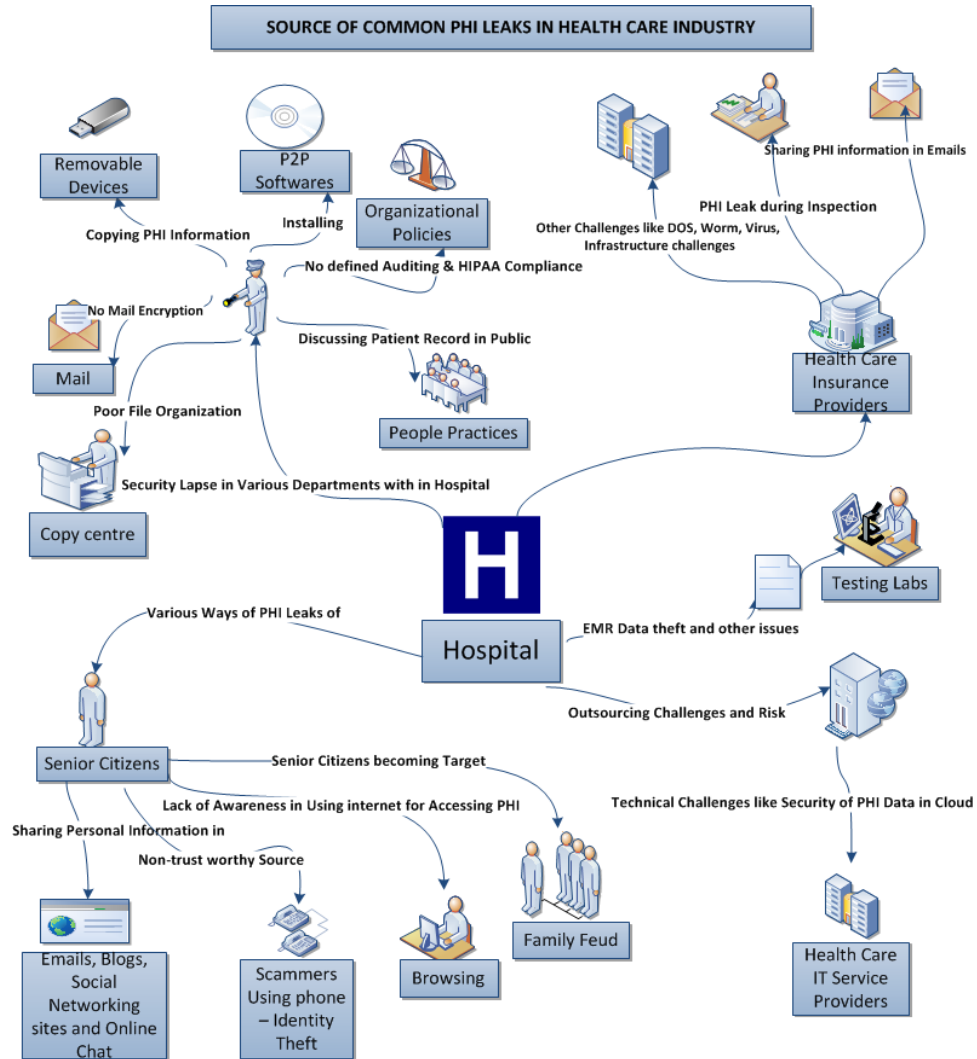 SOURCE OF COMMON PHI LEAKS IN HEALTH CARE INDUSTRY
Removable
Devices
P2P
Softwares
Organizational
Policies
Copying PHI Information
Installing
No defined Auditing & HIPAA Compliance
No Mail Encryption
Mail
Discussing Patient Record in Public
People Practices
Poor File Organization
Copy centre
Security Lapse in Various Departments with in Hospital
Sharing PHI information in Emails
PHI Leak during Inspection
Other Challenges like DOS, Worm, Virus,
Infrastructure challenges
Health Care
Insurance
Providers
H
Hospital
Testing Labs
EMR Data theft and other issues
Outsourcing Challenges and Risk
Technical Challenges like Security of PHI Data in Cloud
Health Care
IT Service
Providers
Various Ways of PHI Leaks of
Senior Citizens
Senior Citizens becoming Target
Lack of Awareness in Using internet for Accessing PHI
Sharing Personal Information in
Non-trust worthy Source
Emails, Blogs,
Social
Networking
sites and Online
Chat
Scammers
Using phone
– Identity
Theft
Browsing
Family Feud